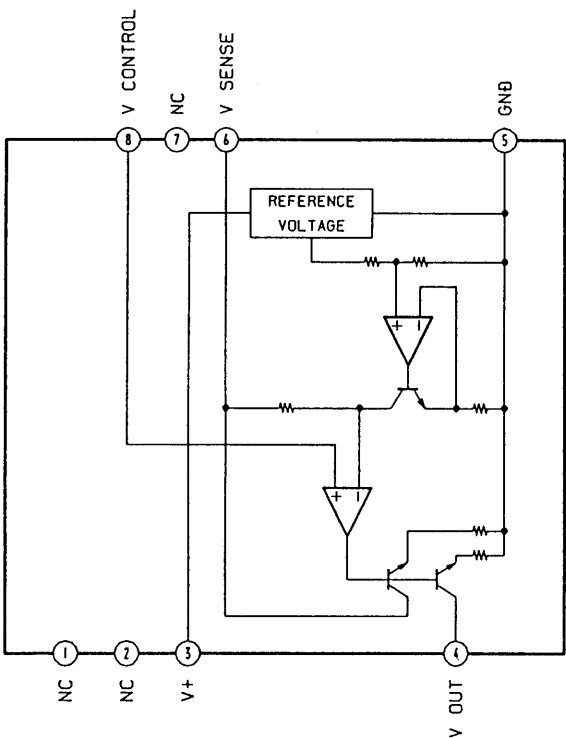 V CONTROL
NC
V SENSE
GND
8
7
6
5
REFERENCE
VOLTAGE
+ −
+ −
1
2
3
4
NC
NC
V+
V OUT